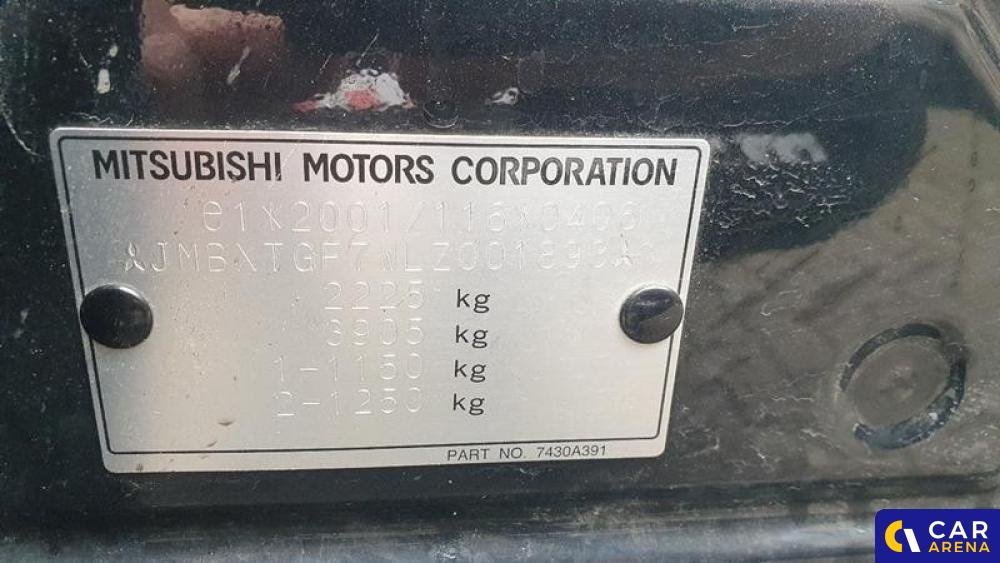 MITSUBISHI MOTORS CORPORATION
e1*2001/116*0406
*JMBXTGF7WLZ001893*
2225 kg
3905 kg
1-1150 kg
2-1250 kg
PART NO. 7430A391
CAR
ARENA